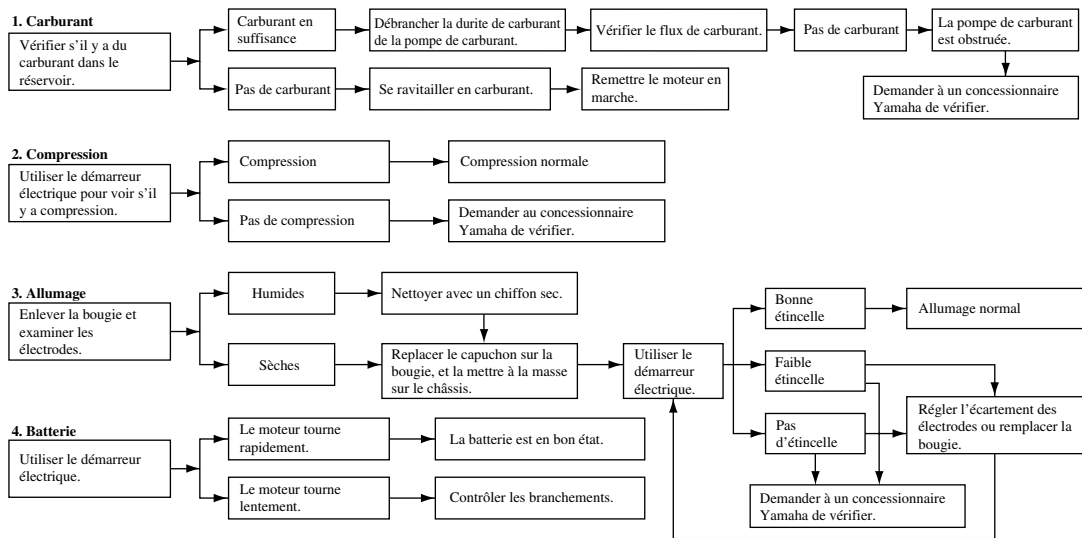 1. Carburant
Vérifier s'il y a du
carburant dans le
réservoir.
Carburant en
suffisance
Débrancher la durite de carburant
de la pompe de carburant.
Vérifier le flux de carburant.
Pas de carburant
La pompe de carburant
est obstruée.
Demander à un concessionnaire
Yamaha de vérifier.
Pas de carburant
Se ravitailler en carburant.
Remettre le moteur en
marche.
2. Compression
Utiliser le démarreur
électrique pour voir s'il
y a compression.
Compression
Compression normale
Pas de compression
Demander au concessionnaire
Yamaha de vérifier.
3. Allumage
Enlever la bougie et
examiner les
électrodes.
Humides
Nettoyer avec un chiffon sec.
Sèches
Replacer le capuchon sur la
bougie, et la mettre à la masse
sur le châssis.
Utiliser le
démarreur
électrique.
Bonne
étincelle
Allumage normal
Faible
étincelle
Pas
d'étincelle
Régler l'écartement des
électrodes ou remplacer la
bougie.
Demander à un concessionnaire
Yamaha de vérifier.
4. Batterie
Utiliser le démarreur
électrique.
Le moteur tourne
rapidement.
La batterie est en bon état.
Le moteur tourne
lentement.
Contrôler les branchements.